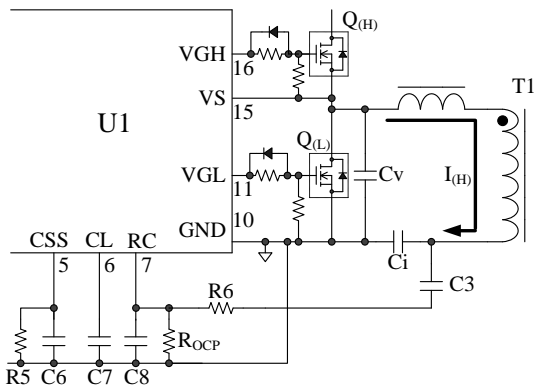 Q(H)
VGH
16
T1
VS
15
U1
Q(L)
VGL
11
Cv
I(H)
10
GND
CSS
CL
RC
5
6
7
Ci
C3
R6
R5
C6
C7
C8
ROCP